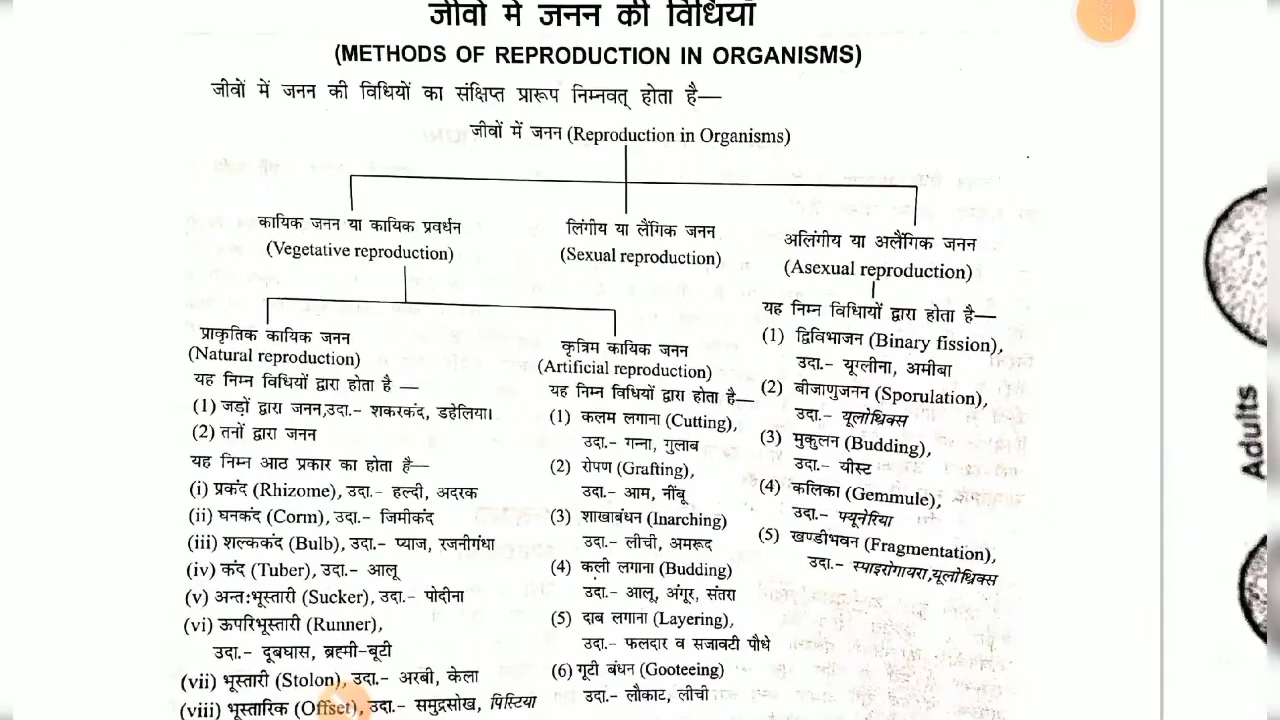 जीवों में जनन की विधियाँ
(METHODS OF REPRODUCTION IN ORGANISMS)
जीवों में जनन की विधियों का संक्षिप्त प्रारूप निम्नवत् होता है—
जीवों में जनन (Reproduction in Organisms)
कायिक जनन या कायिक प्रवर्धन
(Vegetative reproduction)
लिंगीय या लैंगिक जनन
(Sexual reproduction)
अलिंगीय या अलैंगिक जनन
(Asexual reproduction)
प्राकृतिक कायिक जनन
(Natural reproduction)
यह निम्न विधियों द्वारा होता है —
(1) जड़ों द्वारा जनन,उदा.- शकरकंद, डहेलिया।
(2) तनों द्वारा जनन
यह निम्न आठ प्रकार का होता है—
(i) प्रकंद (Rhizome), उदा.- हल्दी, अदरक
(ii) घनकंद (Corm), उदा.- जिमीकंद
(iii) शल्ककंद (Bulb), उदा.- प्याज, रजनीगंधा
(iv) कंद (Tuber), उदा.- आलू
(v) अन्तःभूस्तारी (Sucker), उदा.- पोदीना
(vi) ऊपरिभूस्तारी (Runner),
उदा.- दूबघास, ब्रह्मी-बूटी
(vii) भूस्तारी (Stolon), उदा.- अरबी, केला
(viii) भूस्तारिक (Offset), उदा.- समुद्रसोख, पिस्टिया
कृत्रिम कायिक जनन
(Artificial reproduction)
यह निम्न विधियों द्वारा होता है—
(1) कलम लगाना (Cutting),
उदा.- गन्ना, गुलाब
(2) रोपण (Grafting),
उदा.- आम, नींबू
(3) शाखाबंधन (Inarching)
उदा.- लीची, अमरूद
(4) कली लगाना (Budding)
उदा.- आलू, अंगूर, संतरा
(5) दाब लगाना (Layering),
उदा.- फलदार व सजावटी पौधे
(6) गूटी बंधन (Gooteeing)
उदा.- लौकाट, लीची
यह निम्न विधियों द्वारा होता है—
(1) द्विविभाजन (Binary fission),
उदा.- यूग्लीना, अमीबा
(2) बीजाणुजनन (Sporulation),
उदा.- यूलोथ्रिक्स
(3) मुकुलन (Budding),
उदा.- यीस्ट
(4) कलिका (Gemmule),
उदा.- फ्यूनेरिया
(5) खण्डीभवन (Fragmentation),
उदा.- स्पाइरोगायरा,यूलोथ्रिक्स
Adults